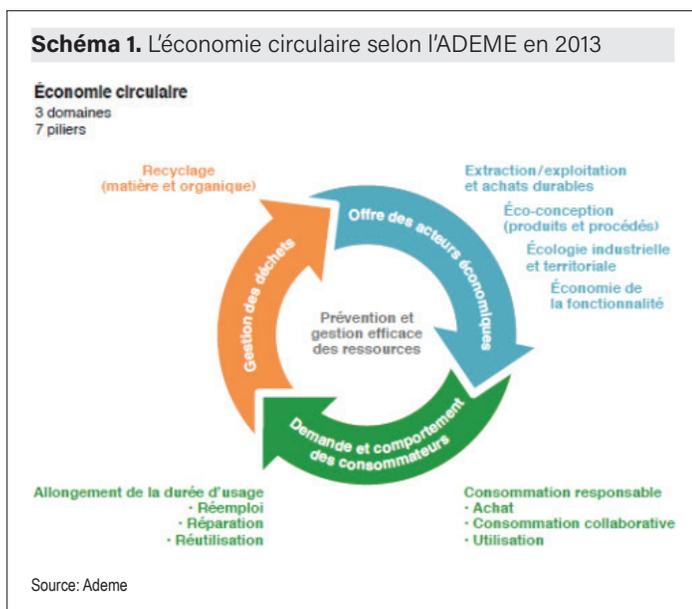 Schéma 1. L'économie circulaire selon l'ADEME en 2013
Économie circulaire
3 domaines
7 piliers
Recyclage
(matière et organique)
Extraction/exploitation
et achats durables
Éco-conception
(produits et procédés)
Écologie industrielle
et territoriale
Économie de
la fonctionnalité
Offre des acteurs économiques
Gestion des déchets
Prévention et
gestion efficace
des ressources
Demande et comportement
des consommateurs
Allongement de la durée d'usage
· Réemploi
· Réparation
· Réutilisation
Consommation responsable
· Achat
· Consommation collaborative
· Utilisation
Source: Ademe